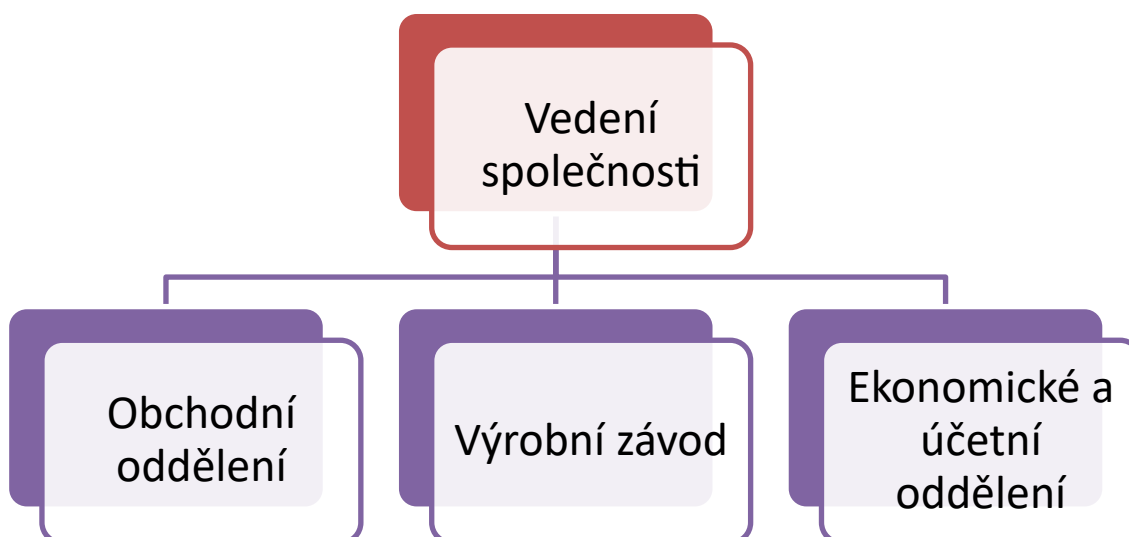 Vedení
společnosti
Obchodní
oddělení
Výrobní závod
Ekonomické a
účetní
oddělení